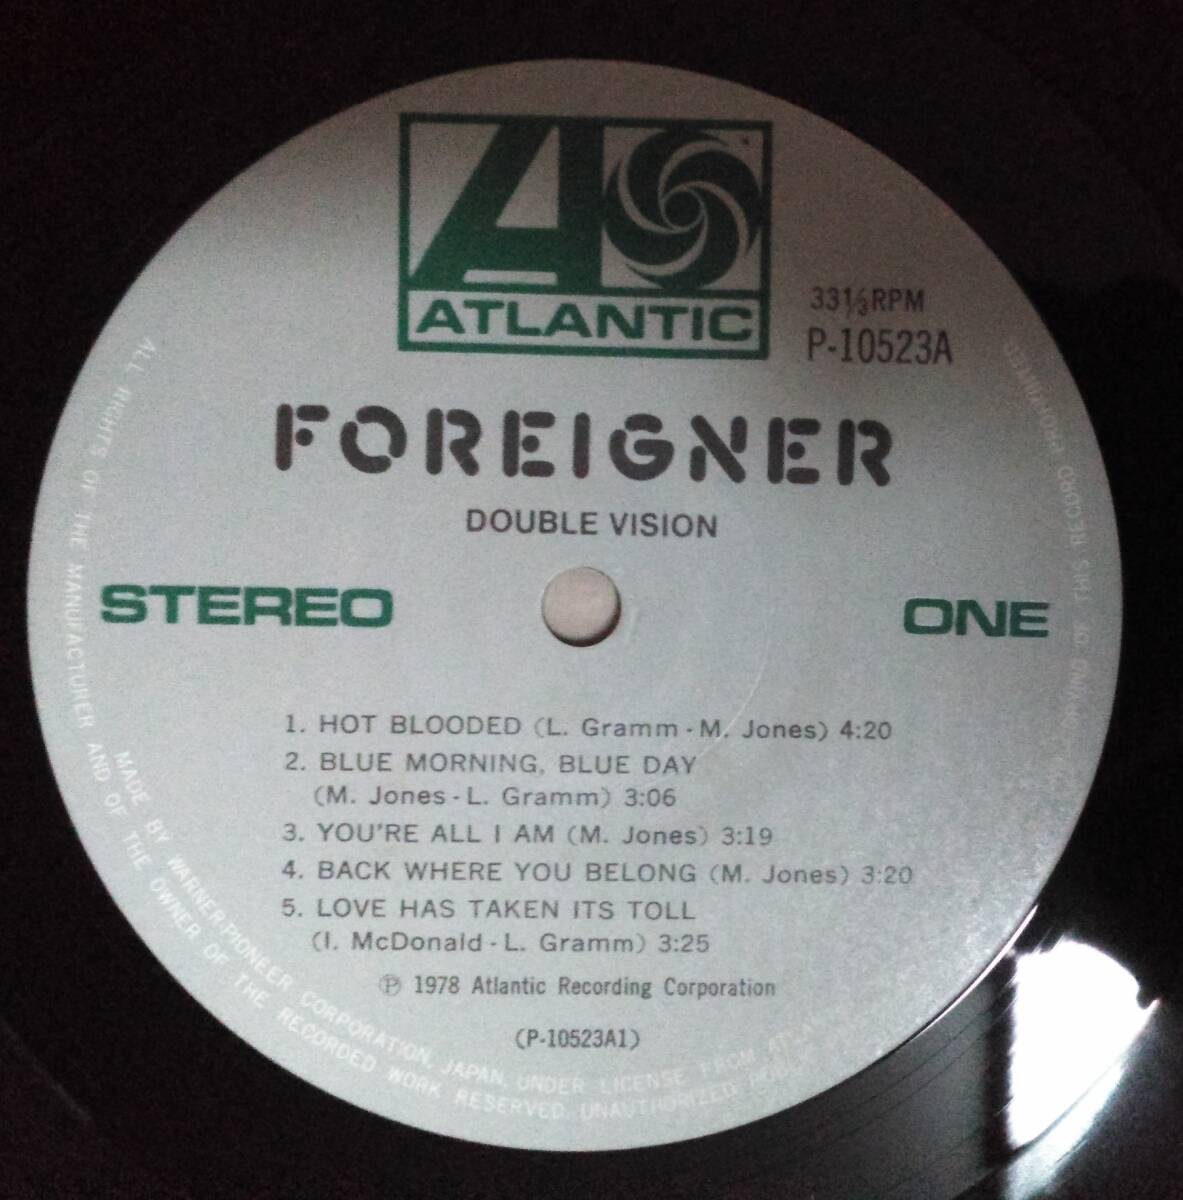 ATLANTIC
33⅓RPM
P-10523A
FOREIGNER
DOUBLE VISION
STEREO
ONE
1. HOT BLOODED (L. Gramm - M. Jones) 4:20
2. BLUE MORNING, BLUE DAY
(M. Jones - L. Gramm) 3:06
3. YOU'RE ALL I AM (M. Jones) 3:19
4. BACK WHERE YOU BELONG (M. Jones) 3:20
5. LOVE HAS TAKEN ITS TOLL
(I. McDonald - L. Gramm) 3:25
℗ 1978 Atlantic Recording Corporation
(P-10523A1)
MADE BY WARNER-PIONEER CORPORATION, JAPAN, UNDER LICENSE FROM
ALL RIGHTS OF THE MANUFACTURER AND OF THE OWNER OF THE RECORDED WORK RESERVED. UNAUTHORIZED OF THIS RECORD PROHIBITED